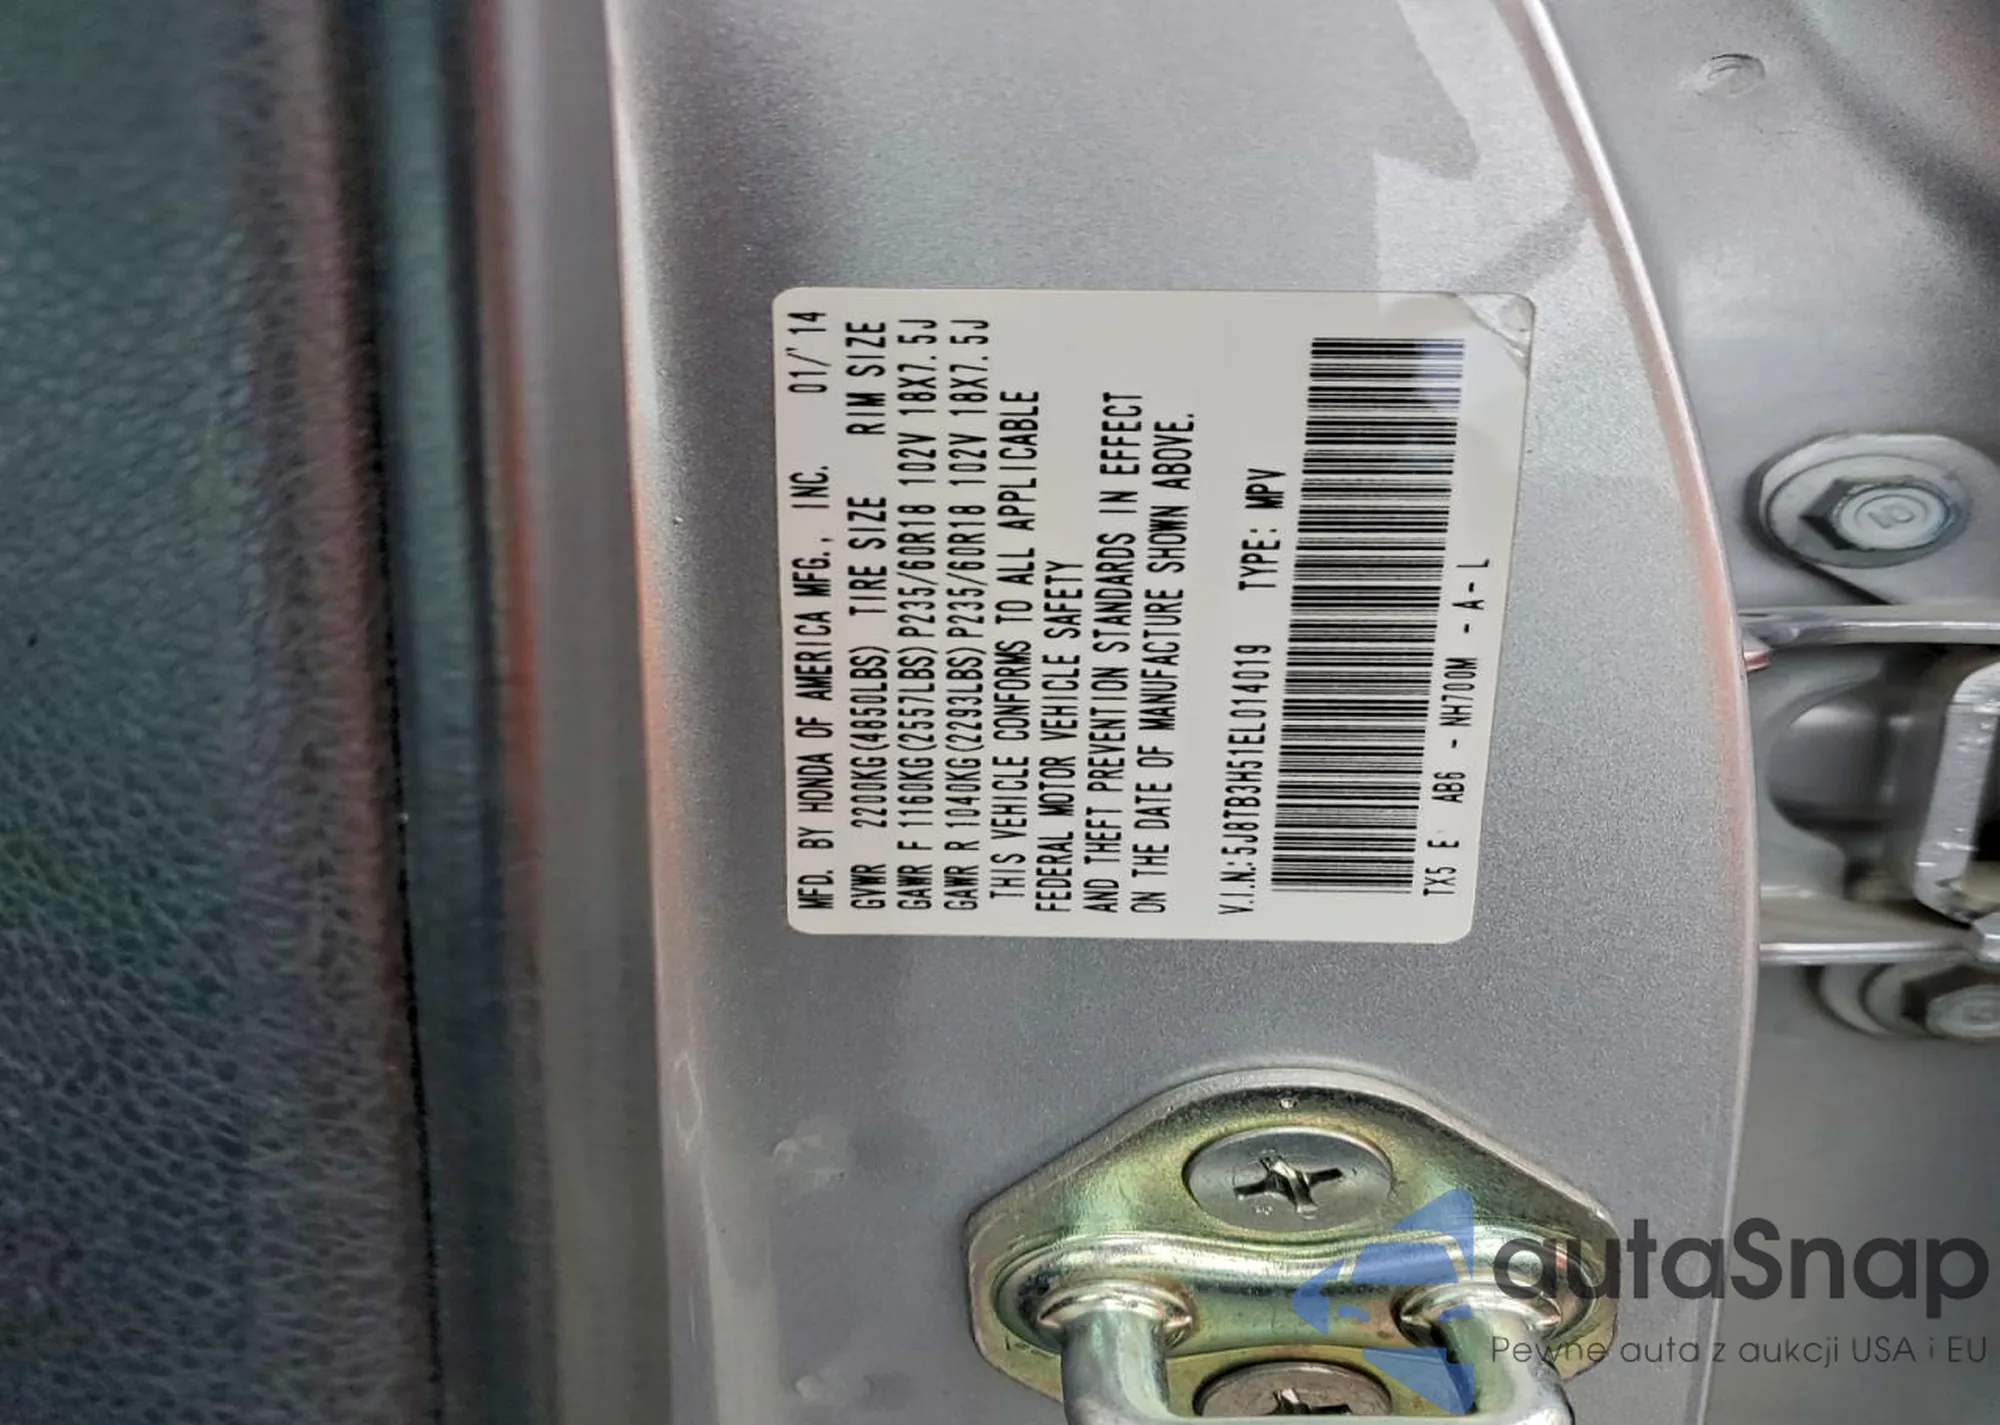 MFD. BY HONDA OF AMERICA MFG., INC. 01/'14
GVWR 2200KG(4850LBS) TIRE SIZE RIM SIZE
GAWR F 1160KG(2557LBS) P235/60R18 102V 18X7.5J
GAWR R 1040KG(2293LBS) P235/60R18 102V 18X7.5J
THIS VEHICLE CONFORMS TO ALL APPLICABLE
FEDERAL MOTOR VEHICLE SAFETY
AND THEFT PREVENTION STANDARDS IN EFFECT
ON THE DATE OF MANUFACTURE SHOWN ABOVE.
V.I.N.: 5J8TB3H51EL014019 TYPE: MPV
TX5 E AB6 - NH700M - A - L
autaSnap
Pewne auta z aukcji USA i EU